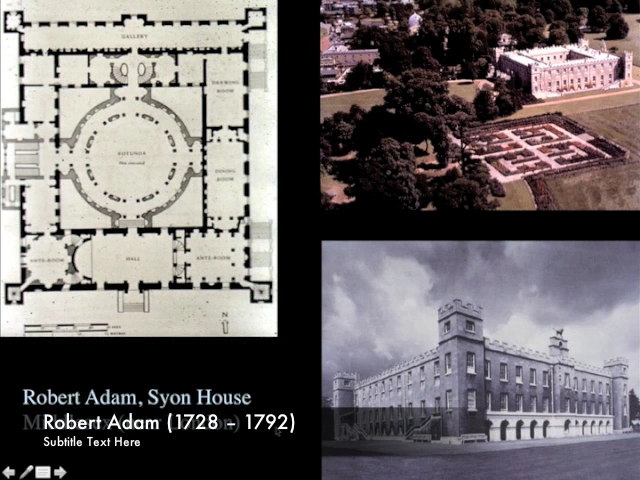 GALLERY
DRAWING
ROOM
ROTUNDA
DINING
ROOM
ANTE-ROOM
HALL
ANTE-ROOM
N
Robert Adam, Syon House
Robert Adam (1728 – 1792)
Subtitle Text Here